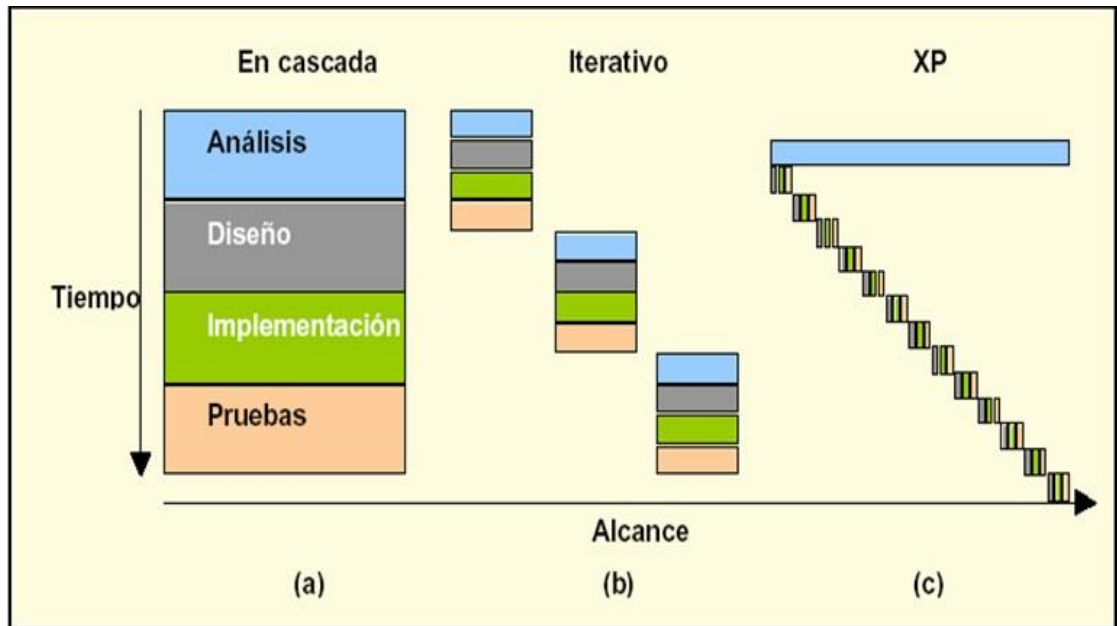 En cascada
Iterativo
XP
Análisis
Diseño
Tiempo
Implementación
Pruebas
Alcance
(a)
(b)
(c)